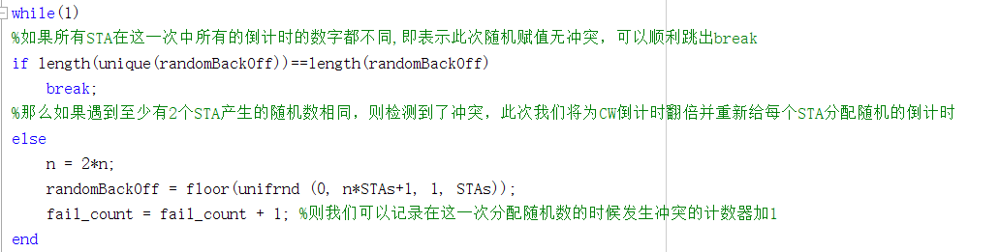 while(1)
%如果所有STA在这一次中所有的倒计时的数字都不同,即表示此次随机赋值无冲突，可以顺利跳出break
if length(unique(randomBackOff))==length(randomBackOff)
    break;
%那么如果遇到至少有2个STA产生的随机数相同，则检测到了冲突，此次我们将为CW倒计时翻倍并重新给每个STA分配随机的倒计时
else
    n = 2*n;
    randomBackOff = floor(unifrnd (0, n*STAs+1, 1, STAs));
    fail_count = fail_count + 1; %则我们可以记录在这一次分配随机数的时候发生冲突的计数器加1
end